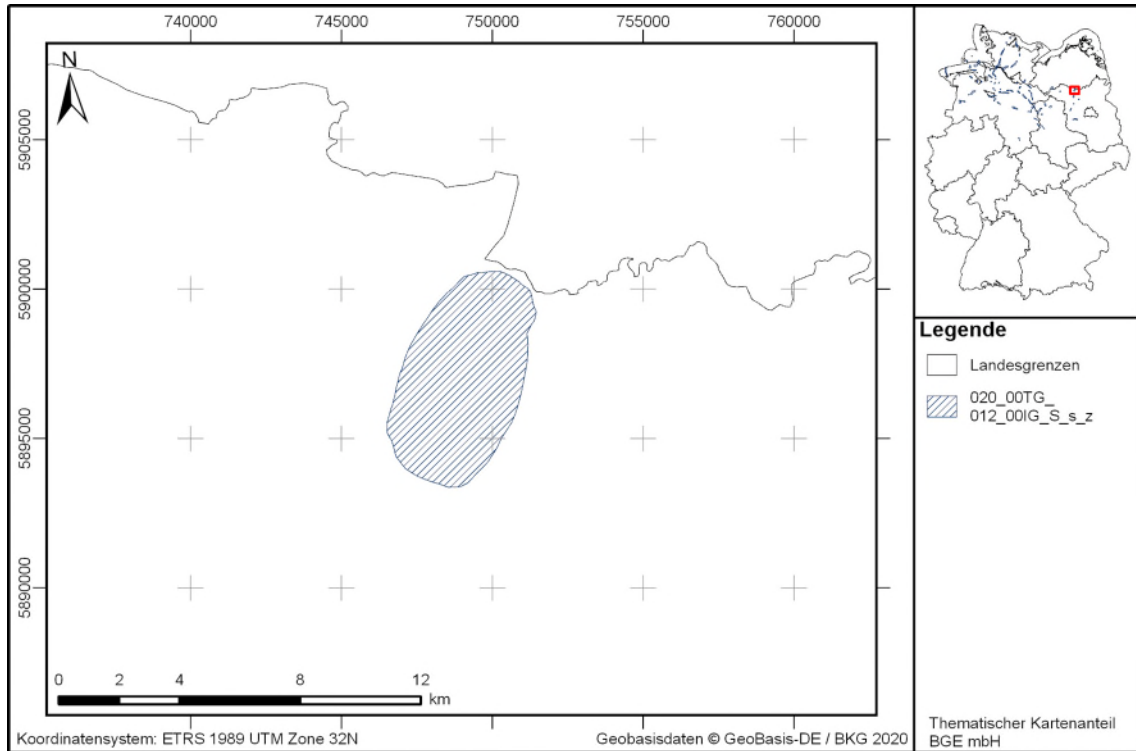 740000 745000 750000 755000 760000
N
5905000
5900000
5895000
5890000
0 2 4 8 12
km
Koordinatensystem: ETRS 1989 UTM Zone 32N
Geobasisdaten © GeoBasis-DE / BKG 2020
Legende
Landesgrenzen
020_00TG_
012_00IG_S_s_z
Thematischer Kartenanteil
BGE mbH